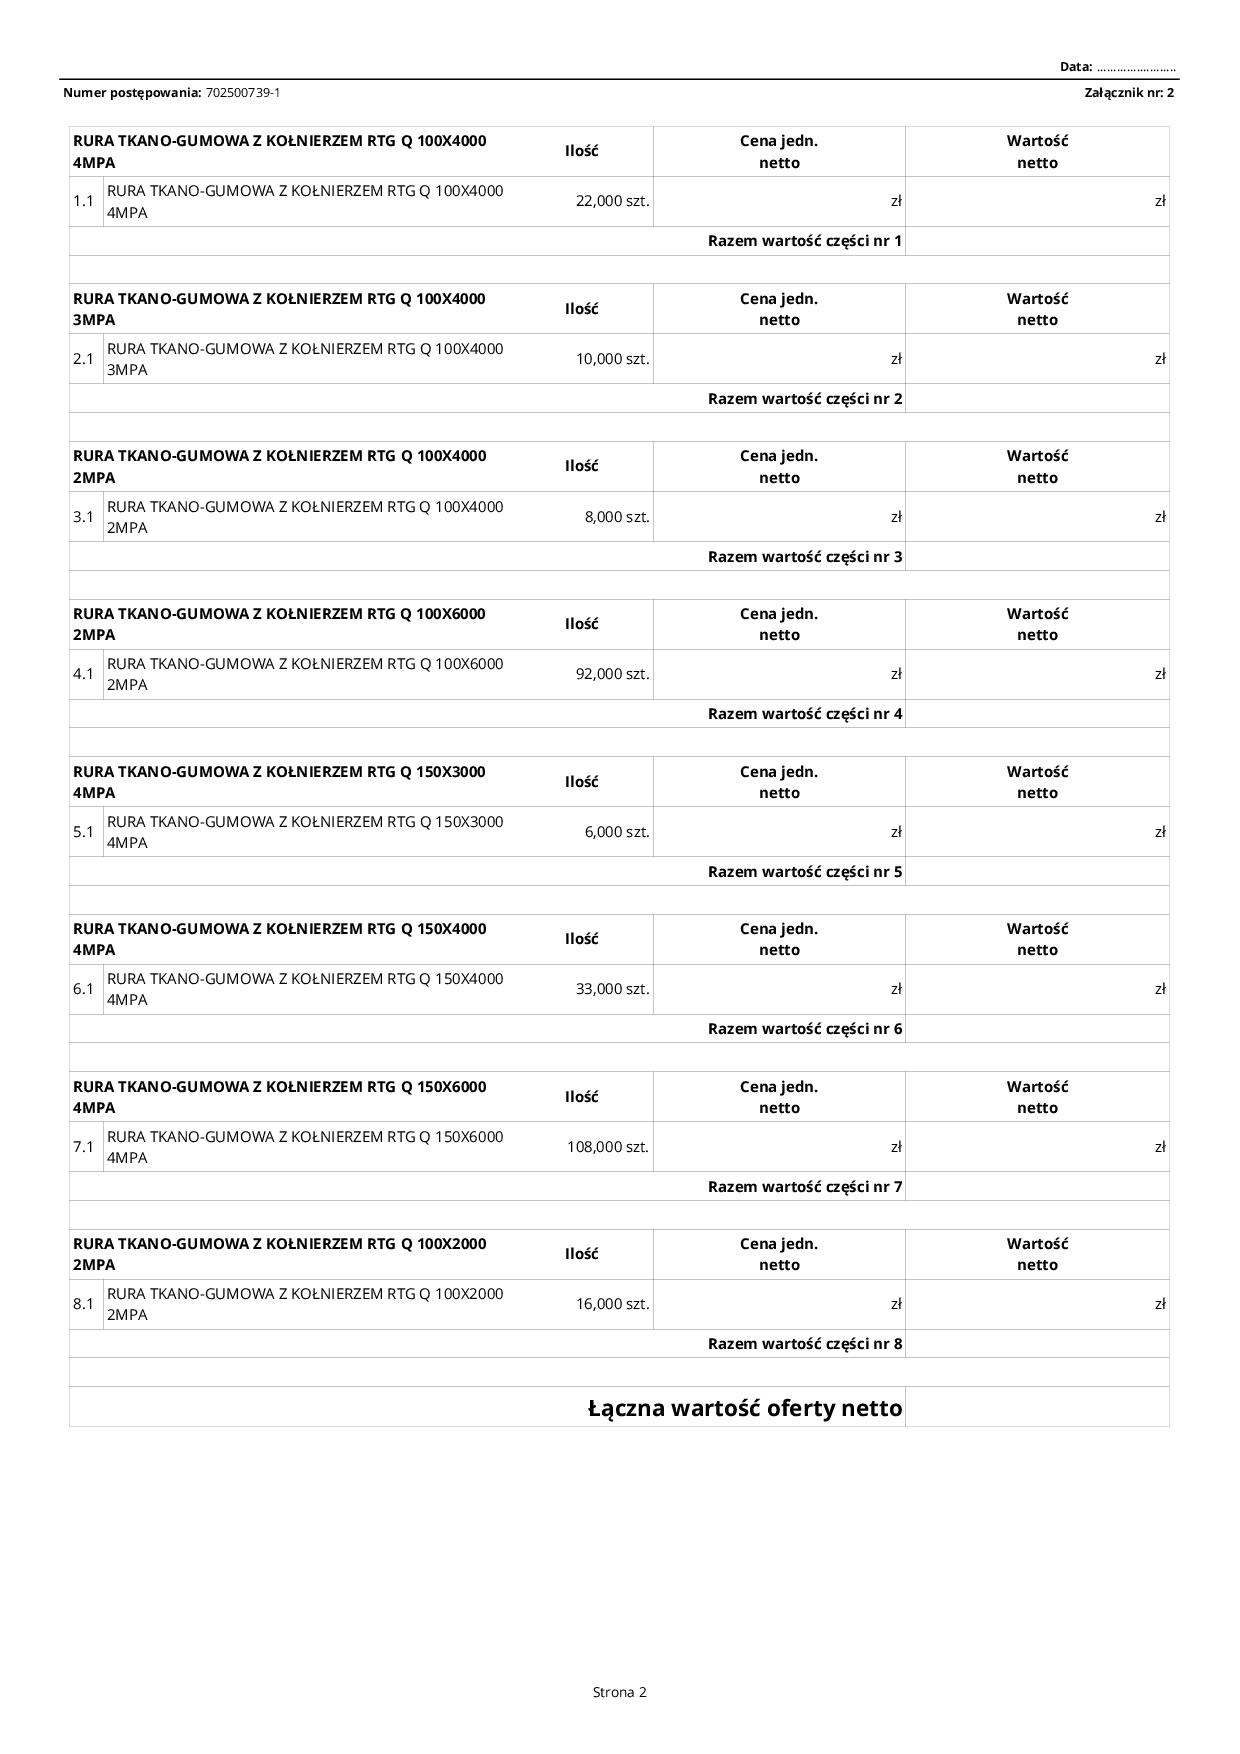 Data: ........................
Numer postępowania: 702500739-1 Załącznik nr: 2
RURA TKANO-GUMOWA Z KOŁNIERZEM RTG Q 100X4000
4MPA
Ilość
Cena jedn.
netto
Wartość
netto
1.1
RURA TKANO-GUMOWA Z KOŁNIERZEM RTG Q 100X4000
4MPA
22,000 szt.
zł
zł
Razem wartość części nr 1
RURA TKANO-GUMOWA Z KOŁNIERZEM RTG Q 100X4000
3MPA
Ilość
Cena jedn.
netto
Wartość
netto
2.1
RURA TKANO-GUMOWA Z KOŁNIERZEM RTG Q 100X4000
3MPA
10,000 szt.
zł
zł
Razem wartość części nr 2
RURA TKANO-GUMOWA Z KOŁNIERZEM RTG Q 100X4000
2MPA
Ilość
Cena jedn.
netto
Wartość
netto
3.1
RURA TKANO-GUMOWA Z KOŁNIERZEM RTG Q 100X4000
2MPA
8,000 szt.
zł
zł
Razem wartość części nr 3
RURA TKANO-GUMOWA Z KOŁNIERZEM RTG Q 100X6000
2MPA
Ilość
Cena jedn.
netto
Wartość
netto
4.1
RURA TKANO-GUMOWA Z KOŁNIERZEM RTG Q 100X6000
2MPA
92,000 szt.
zł
zł
Razem wartość części nr 4
RURA TKANO-GUMOWA Z KOŁNIERZEM RTG Q 150X3000
4MPA
Ilość
Cena jedn.
netto
Wartość
netto
5.1
RURA TKANO-GUMOWA Z KOŁNIERZEM RTG Q 150X3000
4MPA
6,000 szt.
zł
zł
Razem wartość części nr 5
RURA TKANO-GUMOWA Z KOŁNIERZEM RTG Q 150X4000
4MPA
Ilość
Cena jedn.
netto
Wartość
netto
6.1
RURA TKANO-GUMOWA Z KOŁNIERZEM RTG Q 150X4000
4MPA
33,000 szt.
zł
zł
Razem wartość części nr 6
RURA TKANO-GUMOWA Z KOŁNIERZEM RTG Q 150X6000
4MPA
Ilość
Cena jedn.
netto
Wartość
netto
7.1
RURA TKANO-GUMOWA Z KOŁNIERZEM RTG Q 150X6000
4MPA
108,000 szt.
zł
zł
Razem wartość części nr 7
RURA TKANO-GUMOWA Z KOŁNIERZEM RTG Q 100X2000
2MPA
Ilość
Cena jedn.
netto
Wartość
netto
8.1
RURA TKANO-GUMOWA Z KOŁNIERZEM RTG Q 100X2000
2MPA
16,000 szt.
zł
zł
Razem wartość części nr 8
Łączna wartość oferty netto
Strona 2